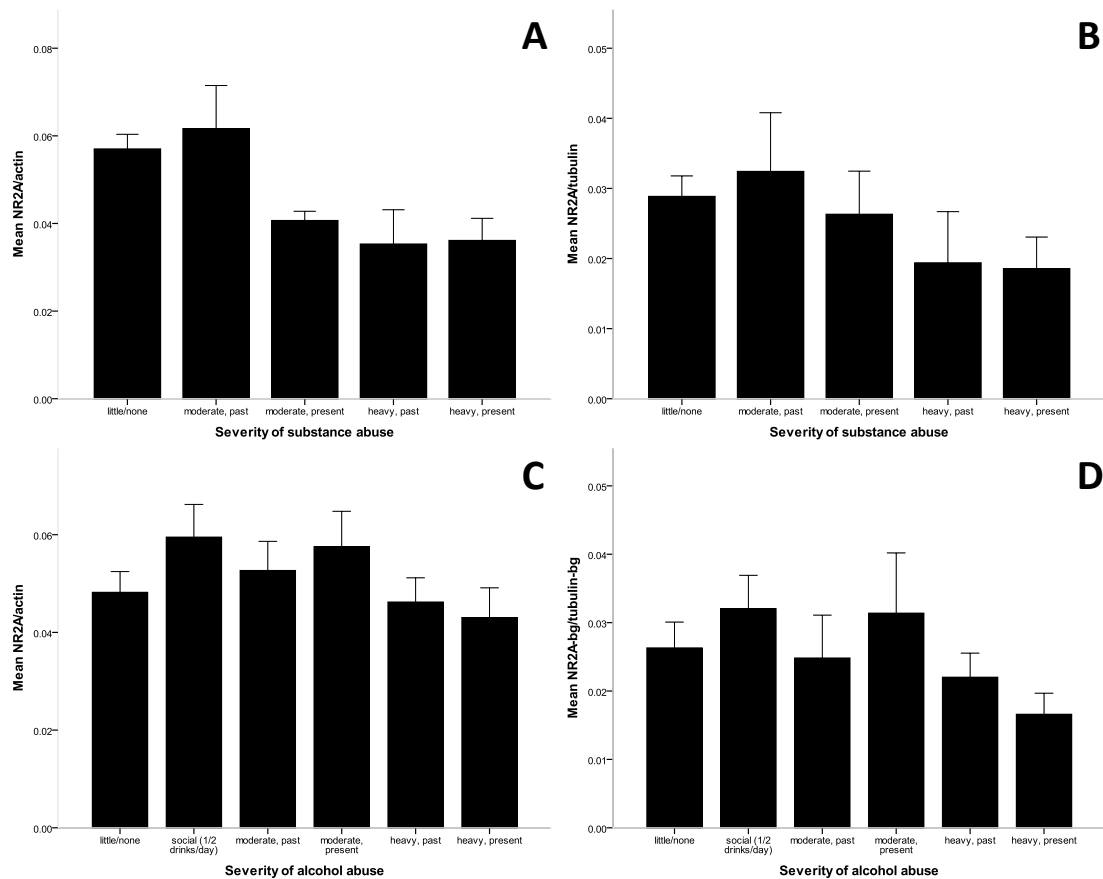 A
Mean NR2A/actin
0.08
0.06
0.04
0.02
0.00
little/none
moderate, past
moderate, present
heavy, past
heavy, present
Severity of substance abuse
B
Mean NR2A/tubulin
0.05
0.04
0.03
0.02
0.01
0.00
little/none
moderate, past
moderate, present
heavy, past
heavy, present
Severity of substance abuse
C
Mean NR2A/actin
0.06
0.04
0.02
0.00
little/none
social (1/2
drinks/day)
moderate, past
moderate,
present
heavy, past
heavy, present
Severity of alcohol abuse
D
Mean NR2A-bg/tubulin-bg
0.05
0.04
0.03
0.02
0.01
0.00
little/none
social (1/2
drinks/day)
moderate, past
moderate,
present
heavy, past
heavy, present
Severity of alcohol abuse